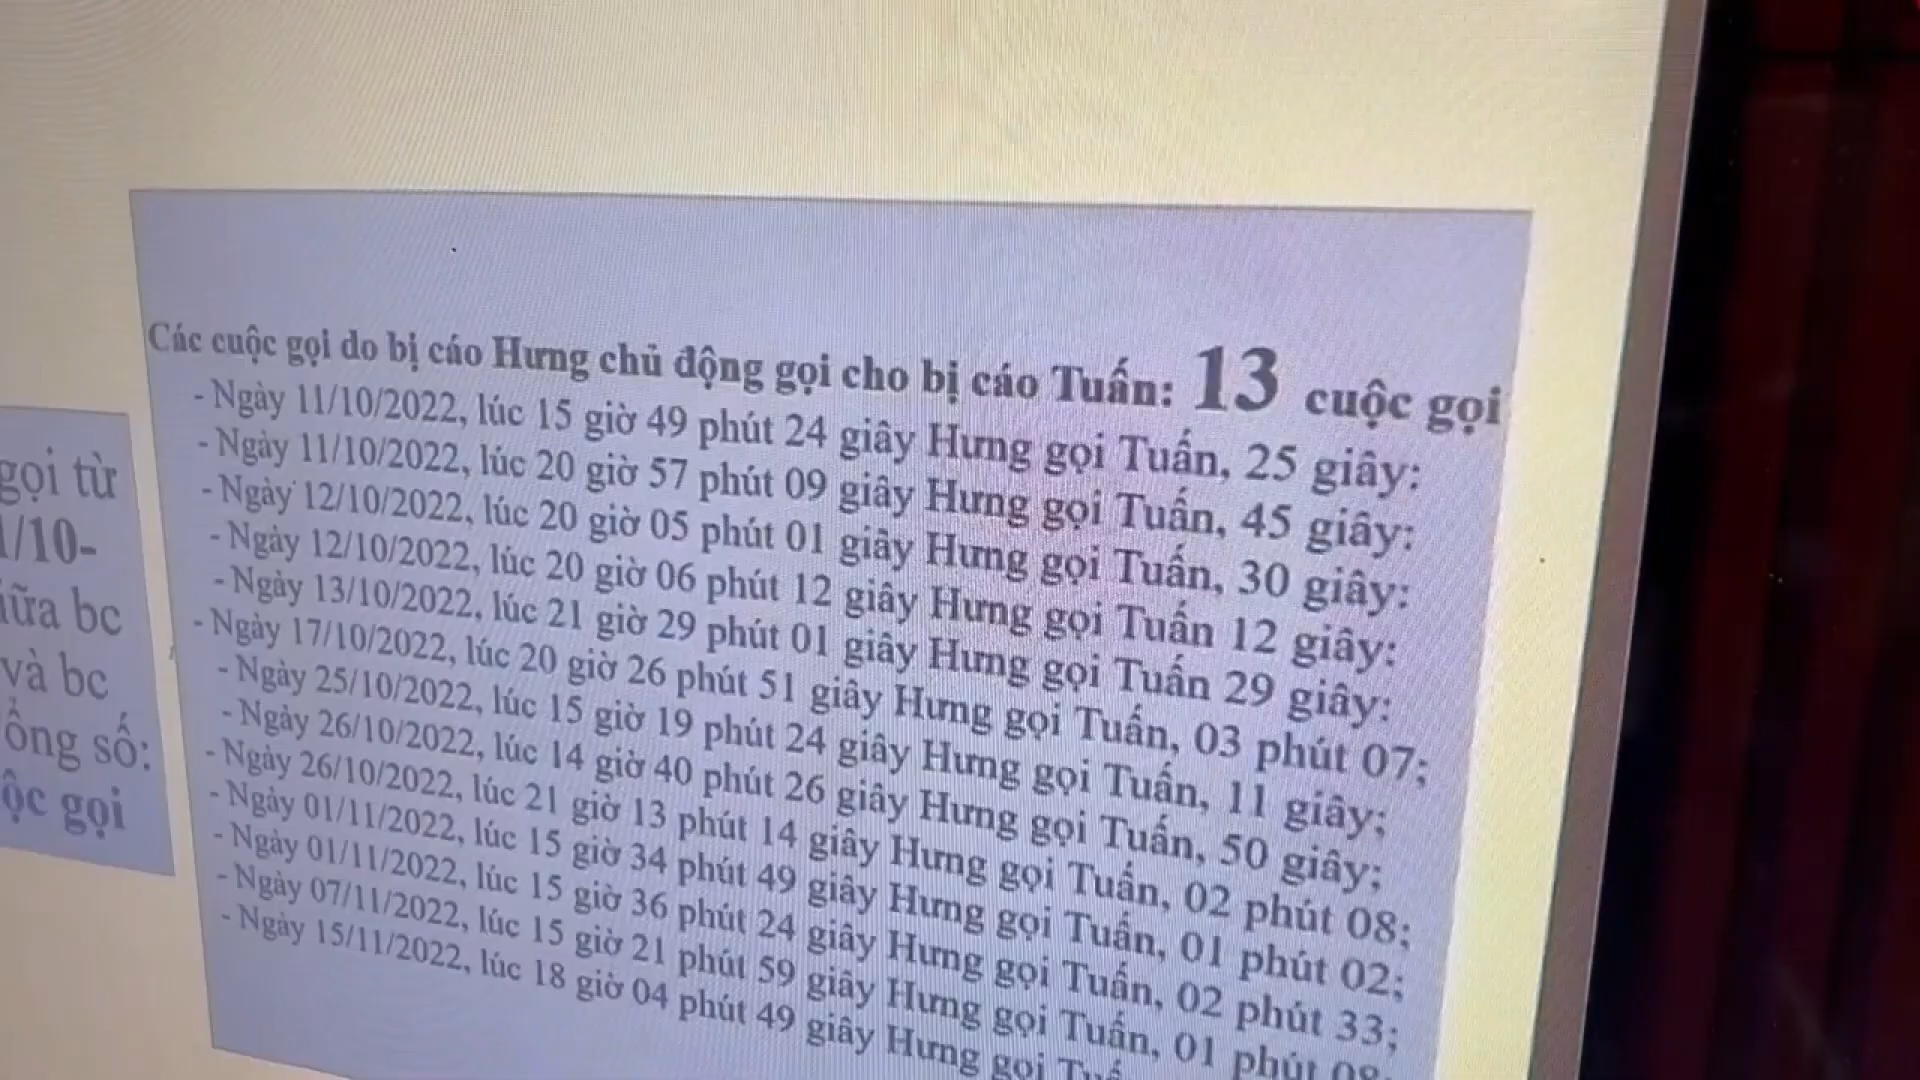 gọi từ
1/10-
iữa bc
và bc
ổng số:
ộc gọi
Các cuộc gọi do bị cáo Hưng chủ động gọi cho bị cáo Tuấn: 13 cuộc gọi
- Ngày 11/10/2022, lúc 15 giờ 49 phút 24 giây Hưng gọi Tuấn, 25 giây:
- Ngày 11/10/2022, lúc 20 giờ 57 phút 09 giây Hưng gọi Tuấn, 45 giây:
- Ngày 12/10/2022, lúc 20 giờ 05 phút 01 giây Hưng gọi Tuấn, 30 giây:
- Ngày 12/10/2022, lúc 20 giờ 06 phút 12 giây Hưng gọi Tuấn 12 giây:
- Ngày 13/10/2022, lúc 21 giờ 29 phút 01 giây Hưng gọi Tuấn 29 giây:
- Ngày 17/10/2022, lúc 20 giờ 26 phút 51 giây Hưng gọi Tuấn, 03 phút 07;
- Ngày 25/10/2022, lúc 15 giờ 19 phút 24 giây Hưng gọi Tuấn, 11 giây;
- Ngày 26/10/2022, lúc 14 giờ 40 phút 26 giây Hưng gọi Tuấn, 50 giây;
- Ngày 26/10/2022, lúc 21 giờ 13 phút 14 giây Hưng gọi Tuấn, 02 phút 08;
- Ngày 01/11/2022, lúc 15 giờ 34 phút 49 giây Hưng gọi Tuấn, 01 phút 02;
- Ngày 01/11/2022, lúc 15 giờ 36 phút 24 giây Hưng gọi Tuấn, 02 phút 33;
- Ngày 07/11/2022, lúc 15 giờ 21 phút 59 giây Hưng gọi Tuấn, 01 phút
- Ngày 15/11/2022, lúc 18 giờ 04 phút 49 giây Hưng gọi